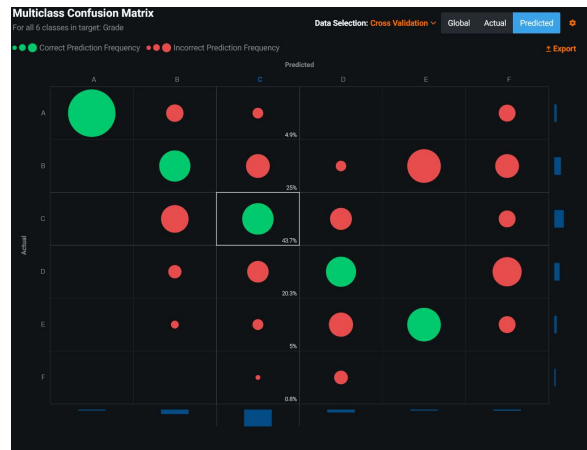 Multiclass Confusion Matrix
For all 6 classes in target: Grade
Data Selection: Cross Validation
Global Actual Predicted
Correct Prediction Frequency Incorrect Prediction Frequency
Export
Predicted
A B C D E F
A
4.9%
B
25%
C
43.7%
Actual
D
20.3%
E
5%
F
0.8%